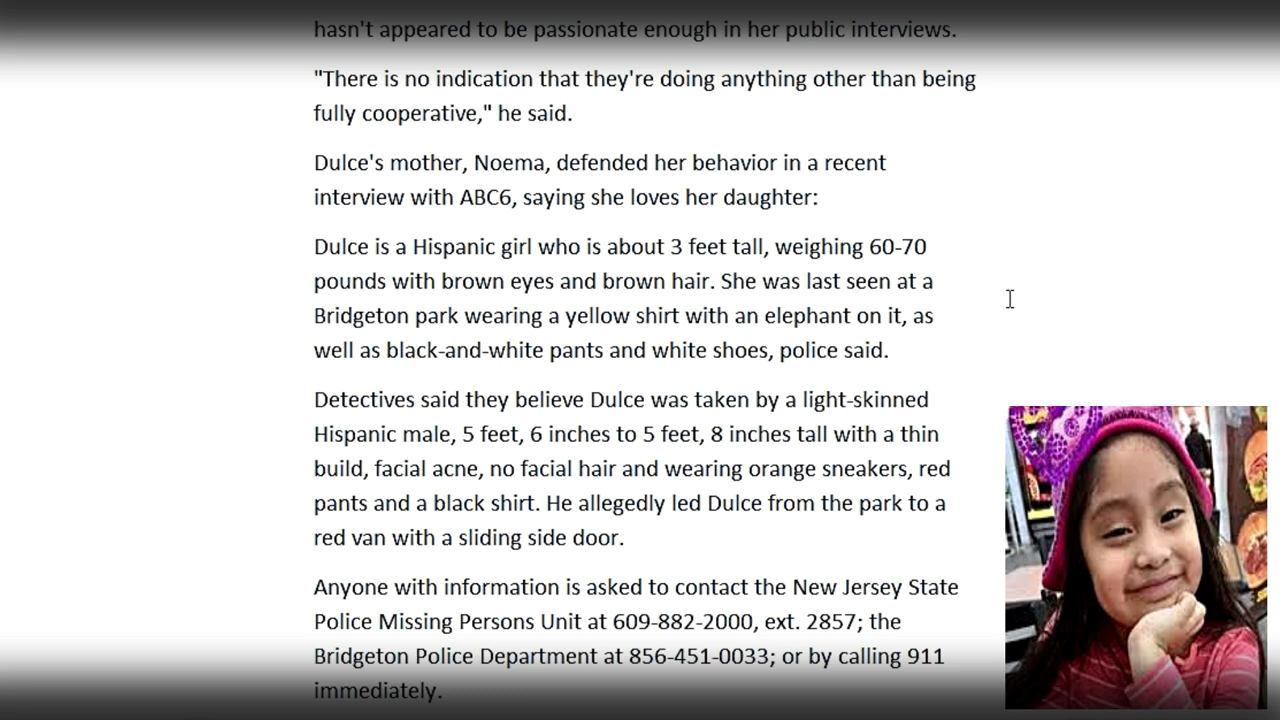 hasn't appeared to be passionate enough in her public interviews.
"There is no indication that they're doing anything other than being
fully cooperative," he said.
Dulce's mother, Noema, defended her behavior in a recent
interview with ABC6, saying she loves her daughter:
Dulce is a Hispanic girl who is about 3 feet tall, weighing 60-70
pounds with brown eyes and brown hair. She was last seen at a
Bridgeton park wearing a yellow shirt with an elephant on it, as
well as black-and-white pants and white shoes, police said.
Detectives said they believe Dulce was taken by a light-skinned
Hispanic male, 5 feet, 6 inches to 5 feet, 8 inches tall with a thin
build, facial acne, no facial hair and wearing orange sneakers, red
pants and a black shirt. He allegedly led Dulce from the park to a
red van with a sliding side door.
Anyone with information is asked to contact the New Jersey State
Police Missing Persons Unit at 609-882-2000, ext. 2857; the
Bridgeton Police Department at 856-451-0033; or by calling 911
immediately.